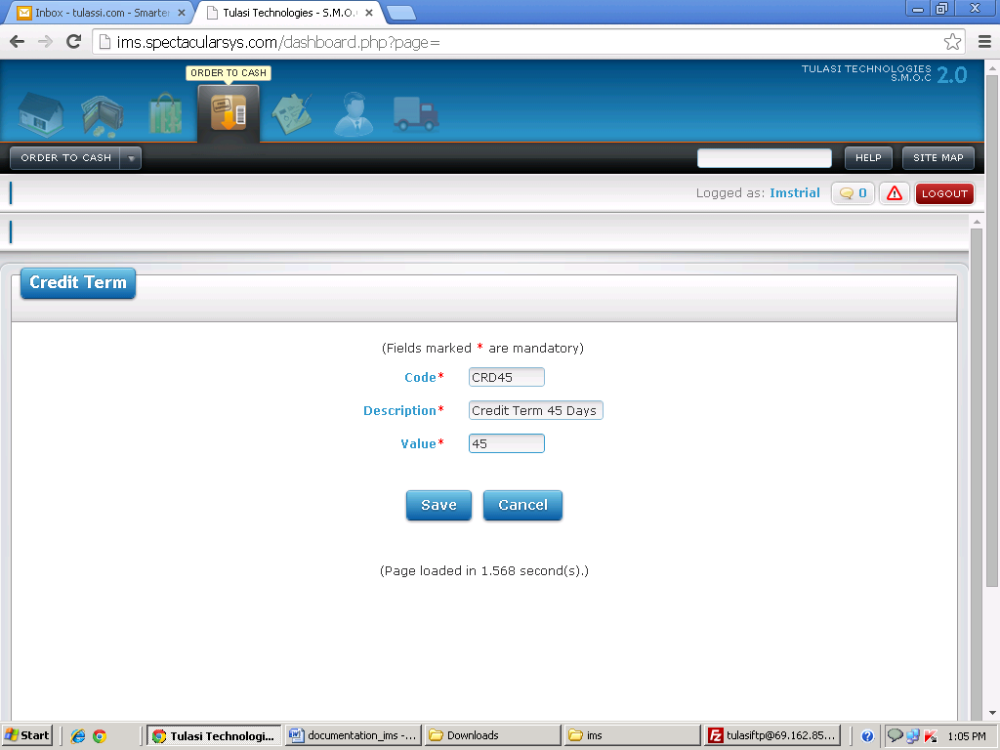 Inbox - tulassi.com - Smarter
Tulasi Technologies - S.M.O.
ims.spectacularsys.com/dashboard.php?page=
ORDER TO CASH
TULASI TECHNOLOGIES
S.M.O.C
2.0
ORDER TO CASH
HELP
SITE MAP
Logged as: Imstrial
0
LOGOUT
Credit Term
(Fields marked * are mandatory)
Code* CRD45
Description* Credit Term 45 Days
Value* 45
Save
Cancel
(Page loaded in 1.568 second(s).)
Start
Tulasi Technologi...
documentation_ims -...
Downloads
ims
tulasiftp@69.162.85...
1:05 PM